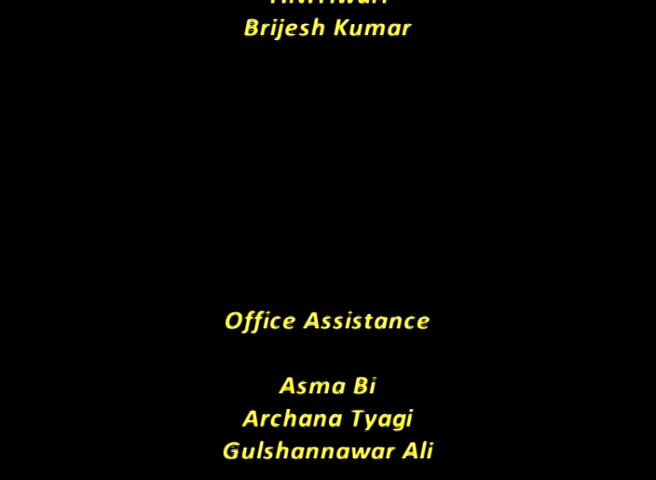 Brijesh Kumar
Office Assistance
Asma Bi
Archana Tyagi
Gulshannawar Ali